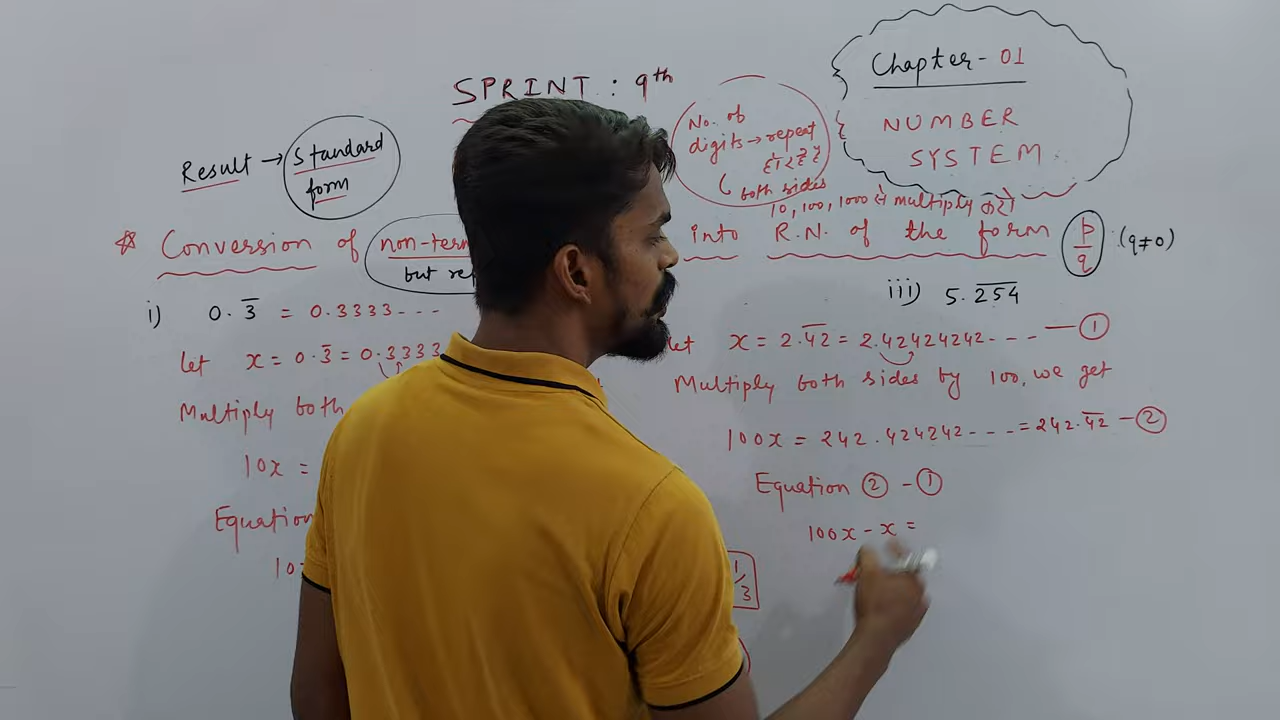 SPRINT : 9th
Chapter - 01
NUMBER
SYSTEM
Result → Standard
form
No. of
digits → repeat
both sides
10, 100, 1000 से multiply करो
Conversion of non-term into R.N. of the form p/q (q≠0)
but
i) 0.3̅ = 0.3333---
let x = 0.3̅ = 0.3333
Multiply both
10x =
Equation
1/3
let x = 2.4̅2̅ = 2.42424242---- — ①
Multiply both sides by 100, we get
100x = 242.424242---- = 242.4̅2̅ — ②
Equation ② - ①
100x - x =
iii) 5.2̅5̅4̅